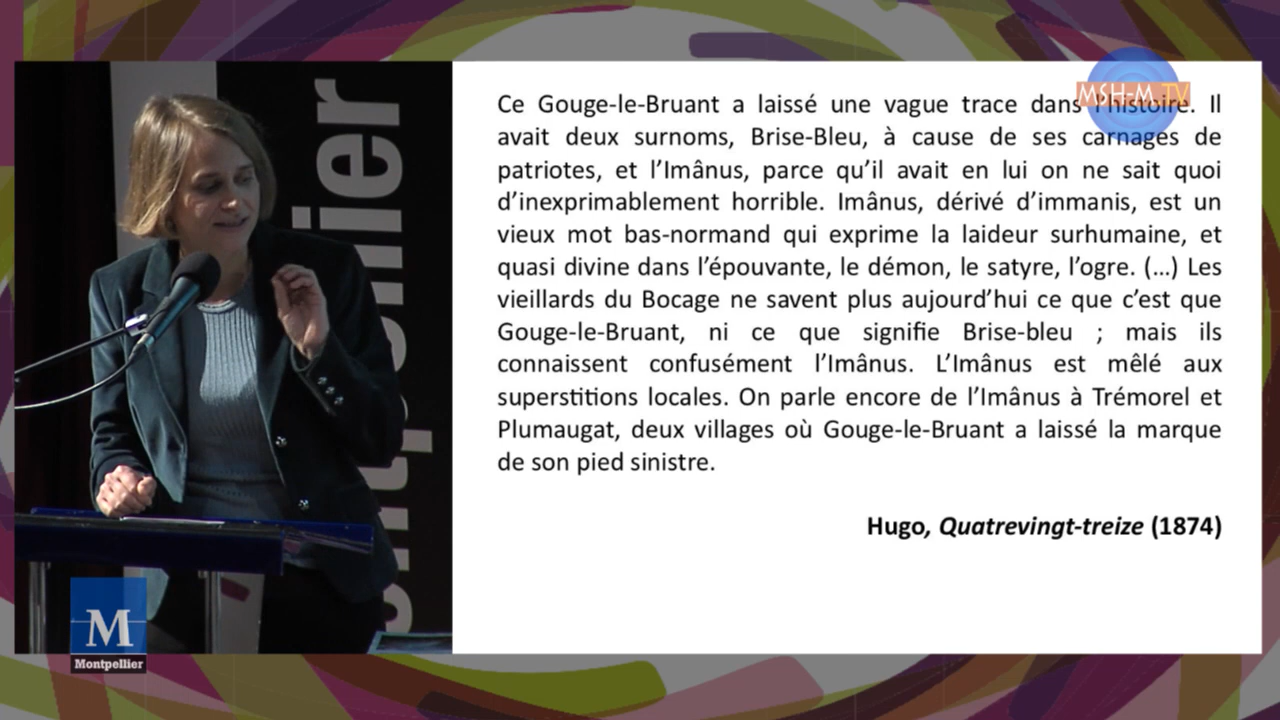 Ce Gouge-le-Bruant a laissé une vague trace dans l'histoire. Il
avait deux surnoms, Brise-Bleu, à cause de ses carnages de
patriotes, et l'Imânus, parce qu'il avait en lui on ne sait quoi
d'inexprimablement horrible. Imânus, dérivé d'immanis, est un
vieux mot bas-normand qui exprime la laideur surhumaine, et
quasi divine dans l'épouvante, le démon, le satyre, l'ogre. (…) Les
vieillards du Bocage ne savent plus aujourd'hui ce que c'est que
Gouge-le-Bruant, ni ce que signifie Brise-bleu ; mais ils
connaissent confusément l'Imânus. L'Imânus est mêlé aux
superstitions locales. On parle encore de l'Imânus à Trémorel et
Plumaugat, deux villages où Gouge-le-Bruant a laissé la marque
de son pied sinistre.
Hugo, Quatrevingt-treize (1874)
MSH-M.TV
M
Montpellier